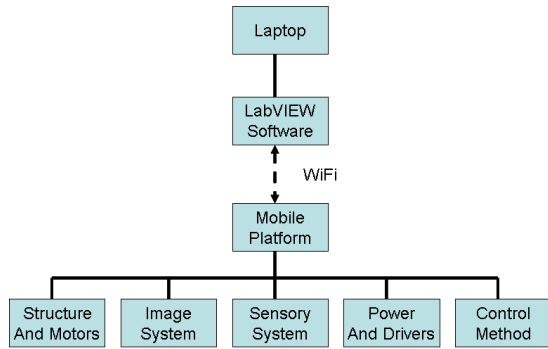 Laptop
LabVIEW
Software
WiFi
Mobile
Platform
Structure
And Motors
Image
System
Sensory
System
Power
And Drivers
Control
Method